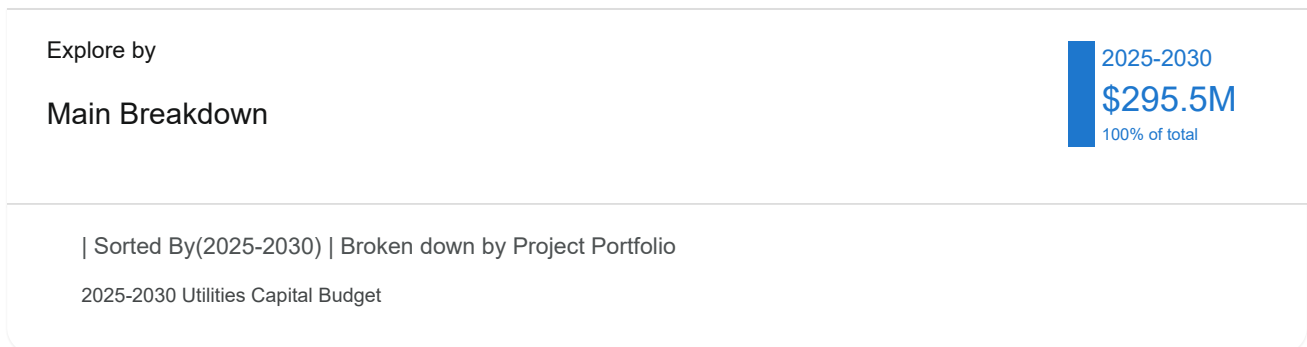 Explore by
Main Breakdown
2025-2030
$295.5M
100% of total
| Sorted By(2025-2030) | Broken down by Project Portfolio
2025-2030 Utilities Capital Budget